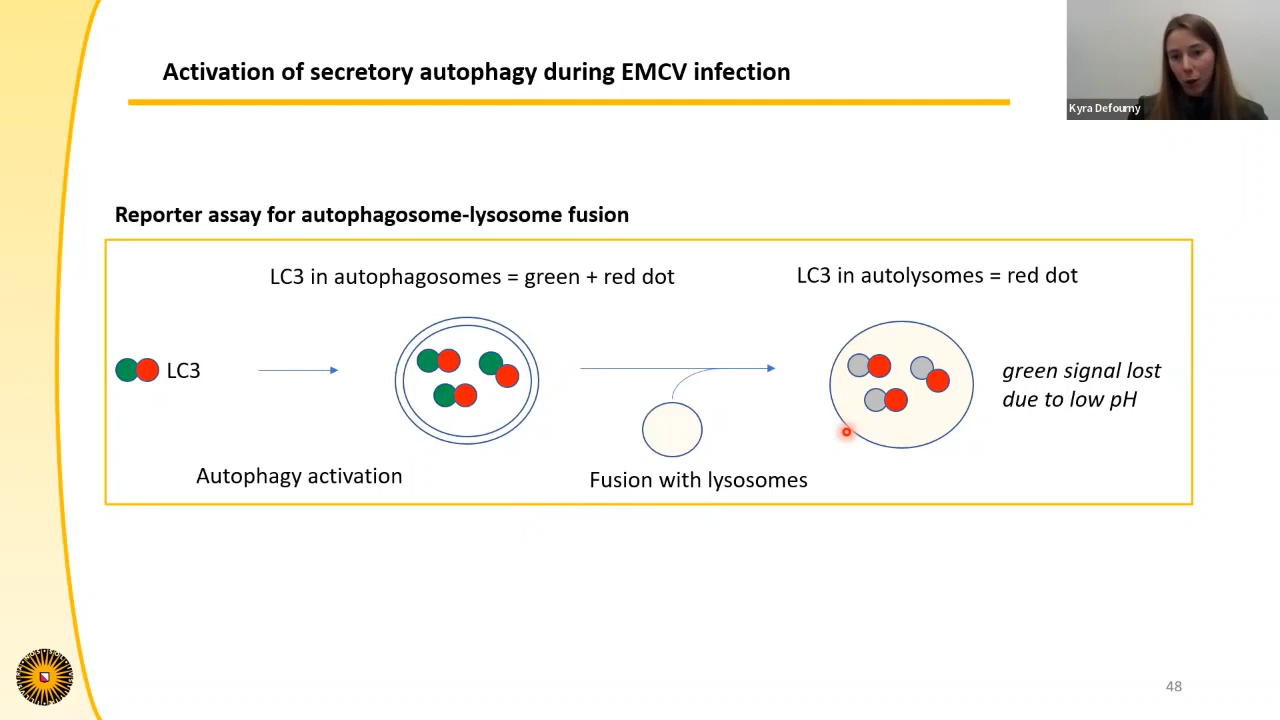 Activation of secretory autophagy during EMCV infection
Kyra Defourny
Reporter assay for autophagosome-lysosome fusion
LC3 in autophagosomes = green + red dot
LC3 in autolysomes = red dot
LC3
green signal lost
due to low pH
Autophagy activation
Fusion with lysosomes
48